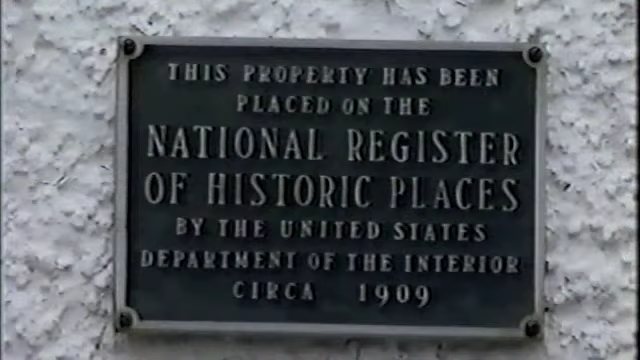 THIS PROPERTY HAS BEEN
PLACED ON THE
NATIONAL REGISTER
OF HISTORIC PLACES
BY THE UNITED STATES
DEPARTMENT OF THE INTERIOR
CIRCA 1909